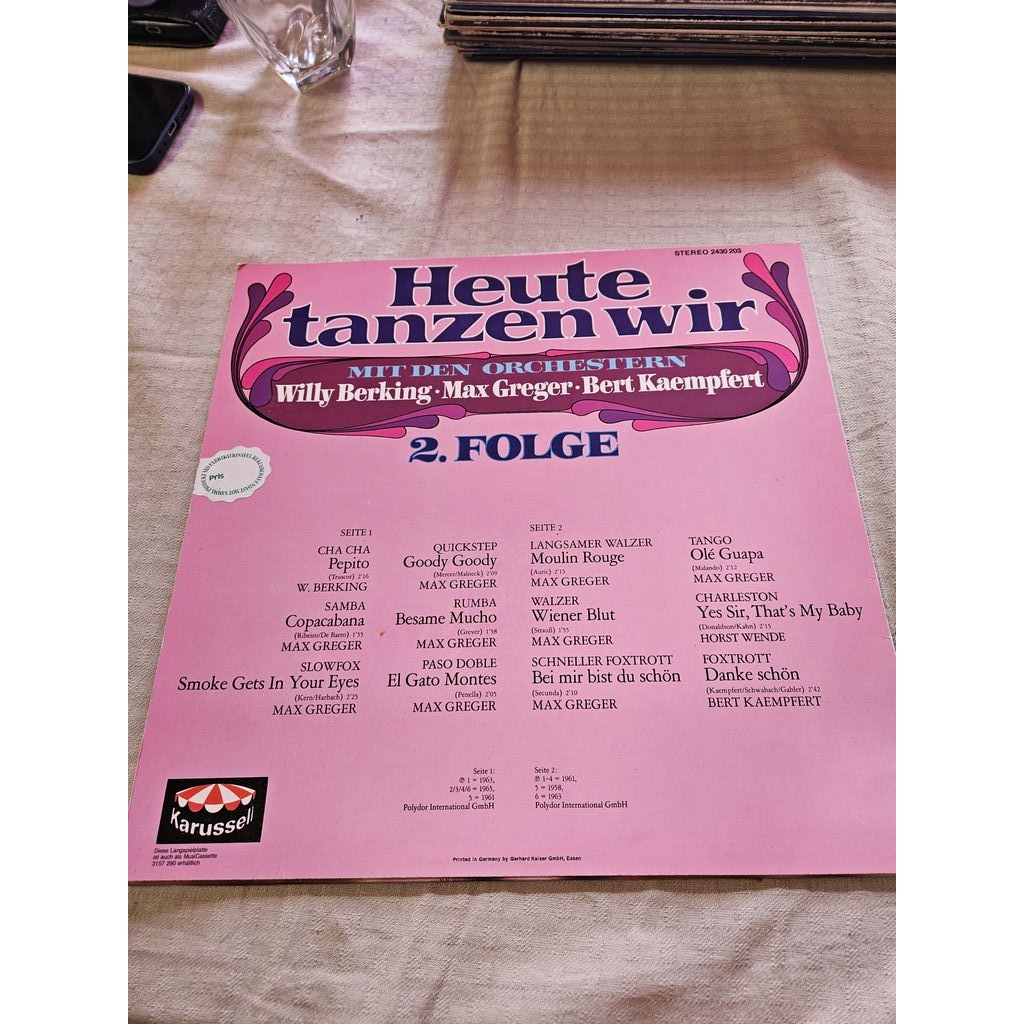 STEREO 2430 203
Heute
tanzen wir
MIT DEN ORCHESTERN
Willy Berking · Max Greger · Bert Kaempfert
2. FOLGE
Pris
SEITE 1
CHA CHA
Pepito
(Truscot) 2'16
W. BERKING
SAMBA
Copacabana
(Ribeiro/De Barro) 1'55
MAX GREGER
SLOWFOX
Smoke Gets In Your Eyes
(Kern/Harbach) 2'25
MAX GREGER
QUICKSTEP
Goody Goody
(Mercer/Malneck) 2'09
MAX GREGER
RUMBA
Besame Mucho
(Grever) 1'58
MAX GREGER
PASO DOBLE
El Gato Montes
(Penella) 2'05
MAX GREGER
SEITE 2
LANGSAMER WALZER
Moulin Rouge
(Auric) 2'15
MAX GREGER
WALZER
Wiener Blut
(Strauß) 1'55
MAX GREGER
SCHNELLER FOXTROTT
Bei mir bist du schön
(Secunda) 2'10
MAX GREGER
TANGO
Olé Guapa
(Malando) 2'12
MAX GREGER
CHARLESTON
Yes Sir, That's My Baby
(Donaldson/Kahn) 2'15
HORST WENDE
FOXTROTT
Danke schön
(Kaempfert/Schwabach/Gabler) 2'42
BERT KAEMPFERT
Seite 1:
℗ 1 = 1963,
2/3/4/6 = 1965,
5 = 1961
Polydor International GmbH
Seite 2:
℗ 1-4 = 1961,
5 = 1958,
6 = 1963
Polydor International GmbH
Karussell
Diese Langspielplatte
ist auch als MusiCassette
3157 290 erhältlich
Printed in Germany by Gerhard Kaiser GmbH, Essen